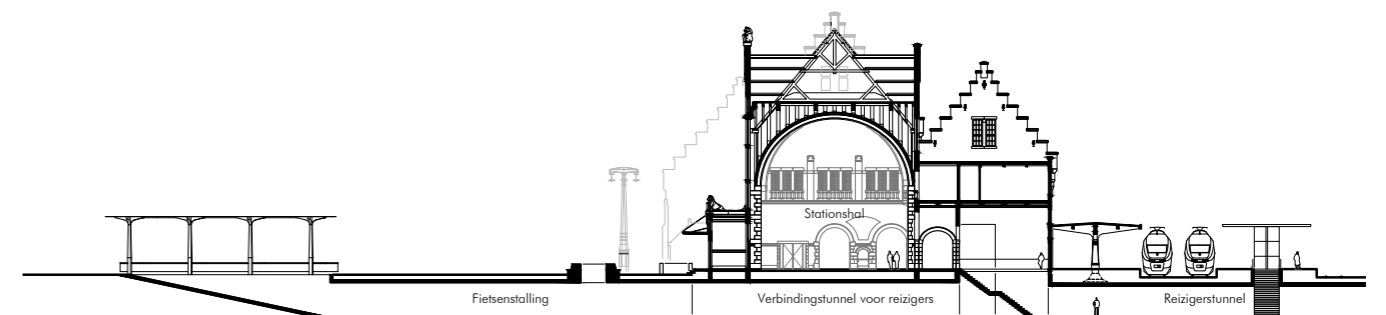 Stationshal
Fietsenstalling
Verbindingstunnel voor reizigers
Reizigerstunnel